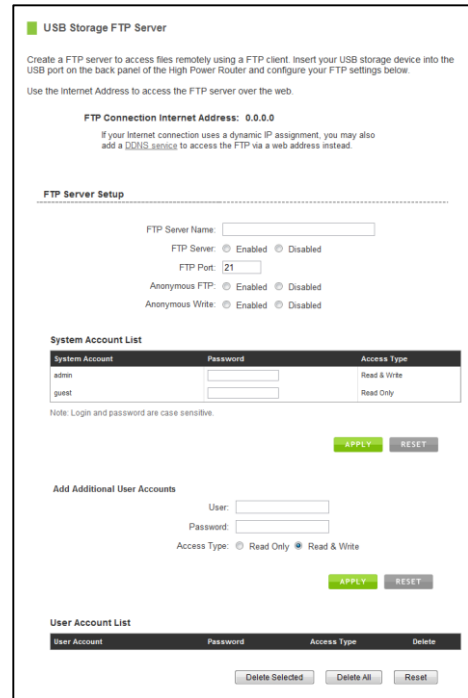 USB Storage FTP Server
Create a FTP server to access files remotely using a FTP client. Insert your USB storage device into the
USB port on the back panel of the High Power Router and configure your FTP settings below.
Use the Internet Address to access the FTP server over the web.
FTP Connection Internet Address: 0.0.0.0
If your Internet connection uses a dynamic IP assignment, you may also
add a DDNS service to access the FTP via a web address instead.
FTP Server Setup
FTP Server Name:
FTP Server: Enabled Disabled
FTP Port: 21
Anonymous FTP: Enabled Disabled
Anonymous Write: Enabled Disabled
System Account List
System Account Password Access Type
admin Read & Write
guest Read Only
Note: Login and password are case sensitive.
APPLY RESET
Add Additional User Accounts
User:
Password:
Access Type: Read Only Read & Write
APPLY RESET
User Account List
User Account Password Access Type Delete
Delete Selected Delete All Reset